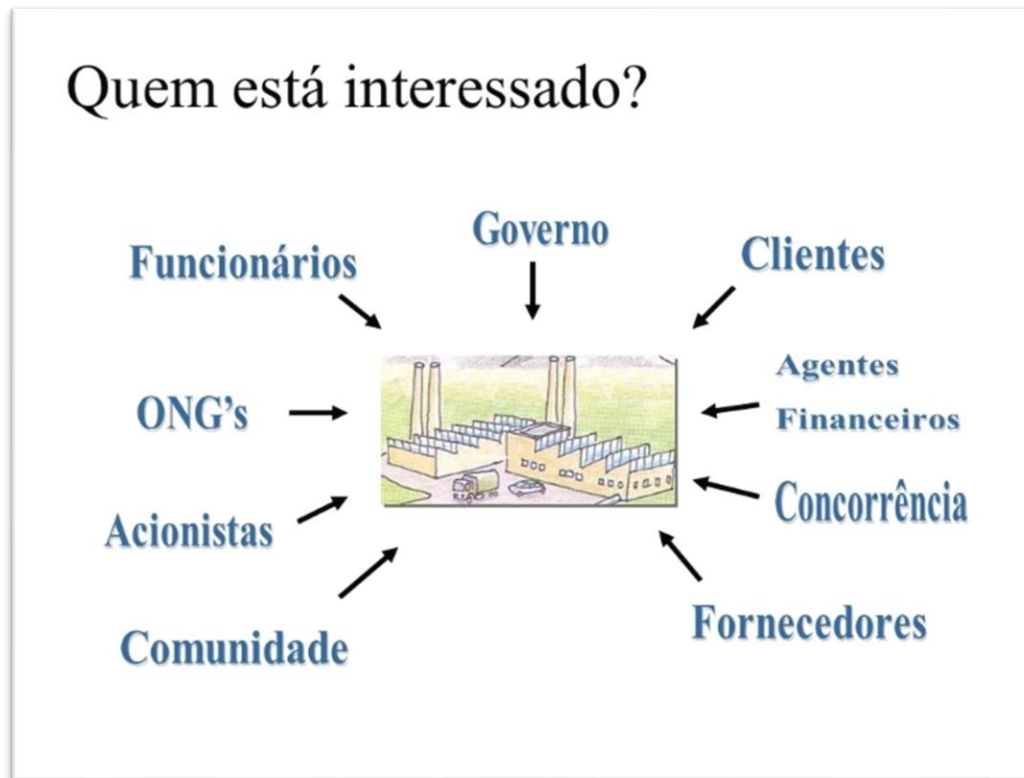 Quem está interessado?
Governo
Funcionários
Clientes
Agentes
Financeiros
ONG's
Concorrência
Acionistas
Fornecedores
Comunidade